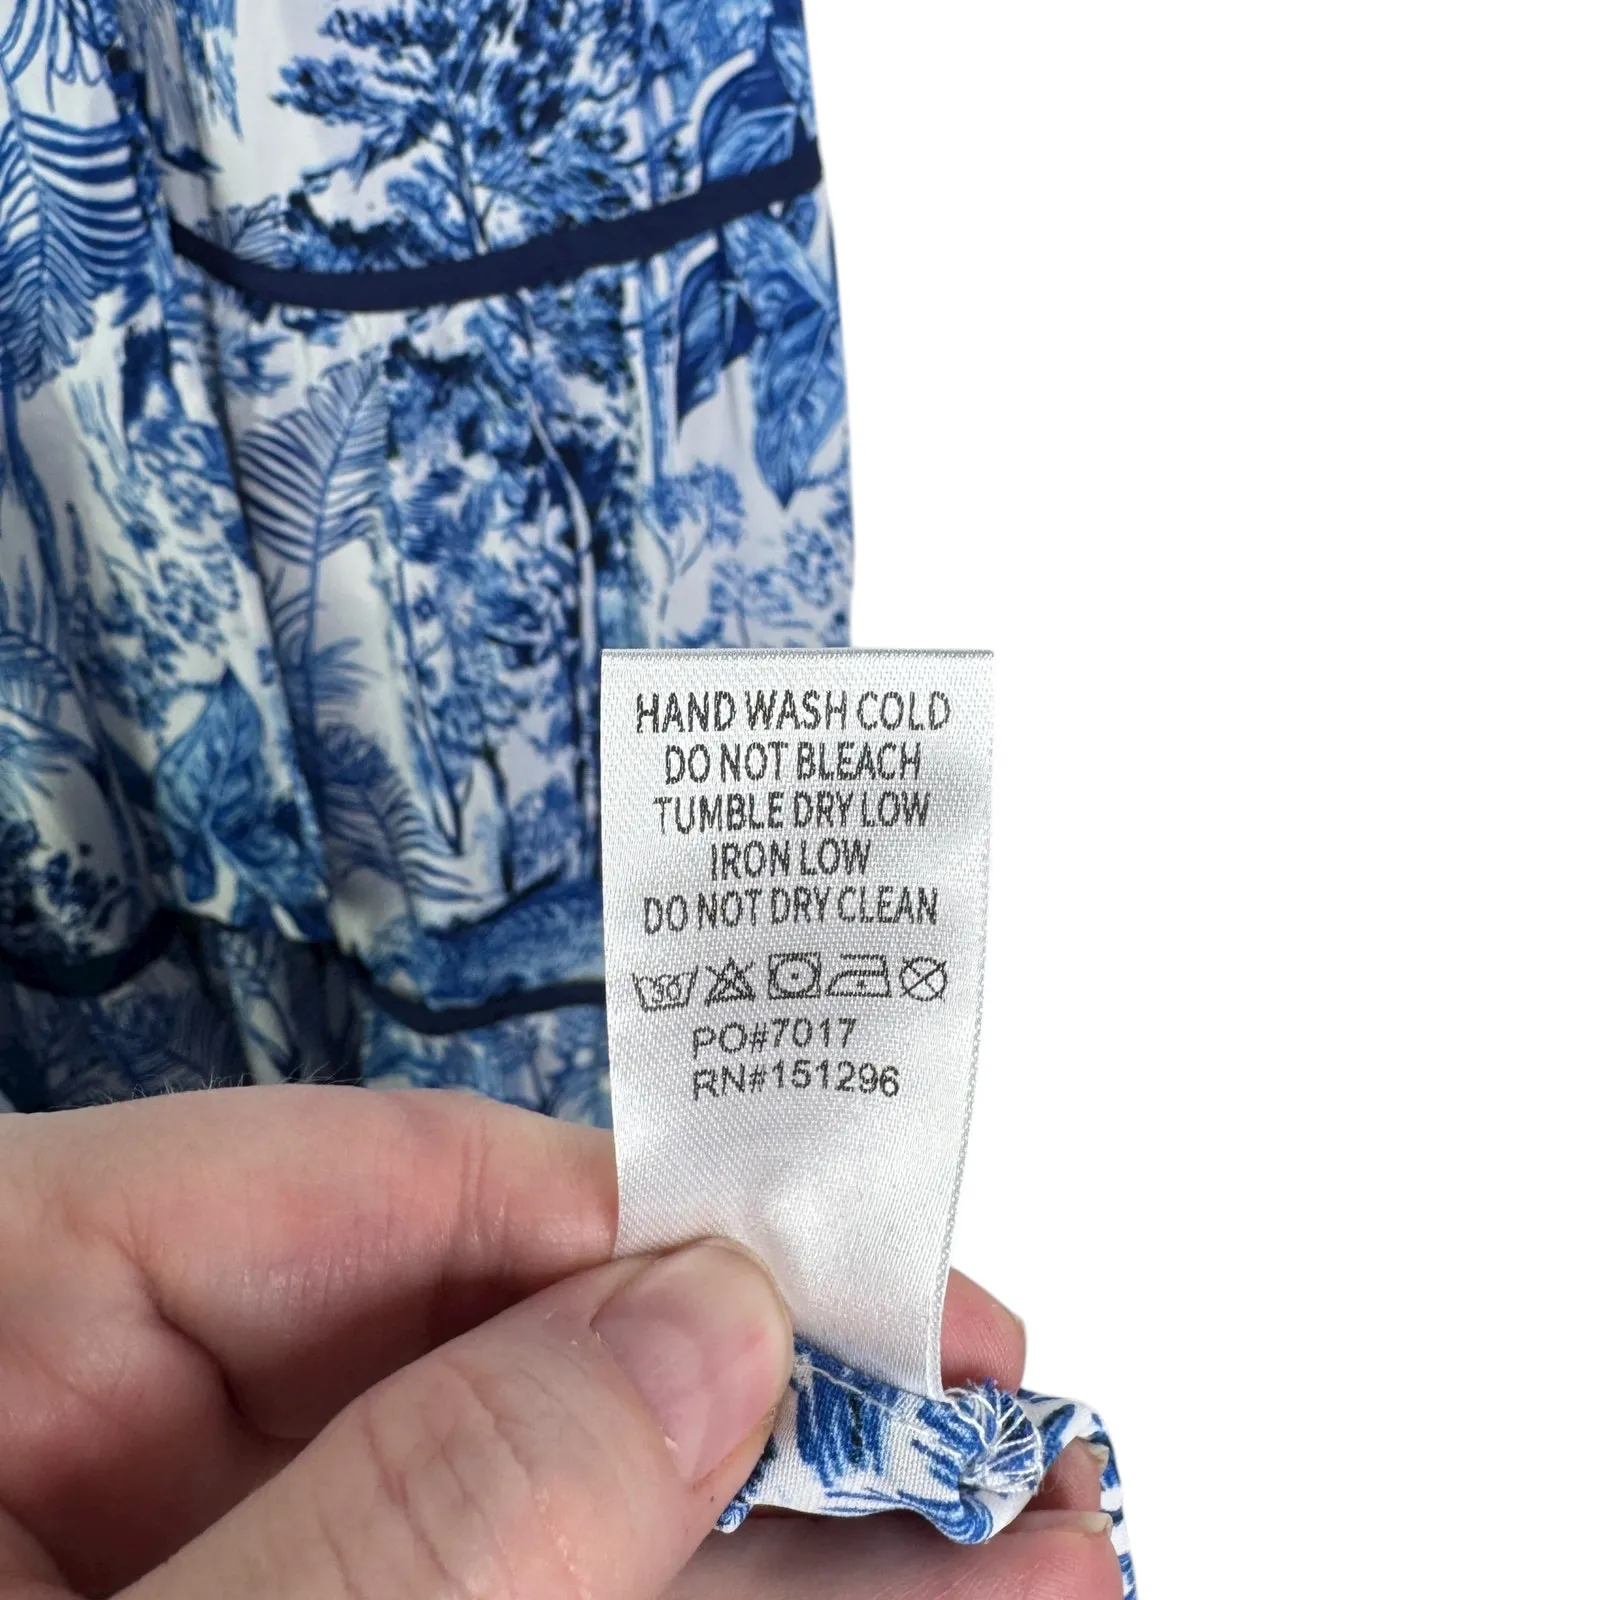 HAND WASH COLD
DO NOT BLEACH
TUMBLE DRY LOW
IRON LOW
DO NOT DRY CLEAN
30
PO#7017
RN#151296